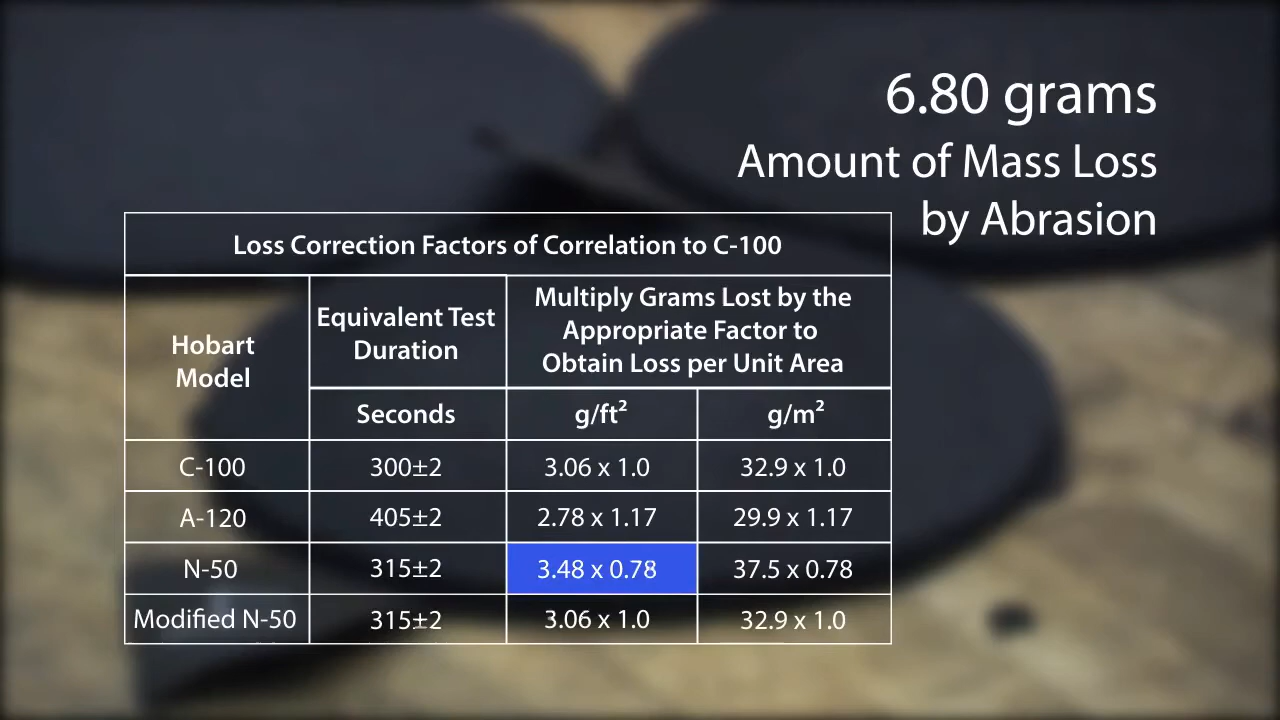 6.80 grams
Amount of Mass Loss
by Abrasion
Loss Correction Factors of Correlation to C-100
Hobart
Model
Equivalent Test
Duration
Multiply Grams Lost by the
Appropriate Factor to
Obtain Loss per Unit Area
Seconds g/ft² g/m²
C-100 300±2 3.06 x 1.0 32.9 x 1.0
A-120 405±2 2.78 x 1.17 29.9 x 1.17
N-50 315±2 3.48 x 0.78 37.5 x 0.78
Modified N-50 315±2 3.06 x 1.0 32.9 x 1.0